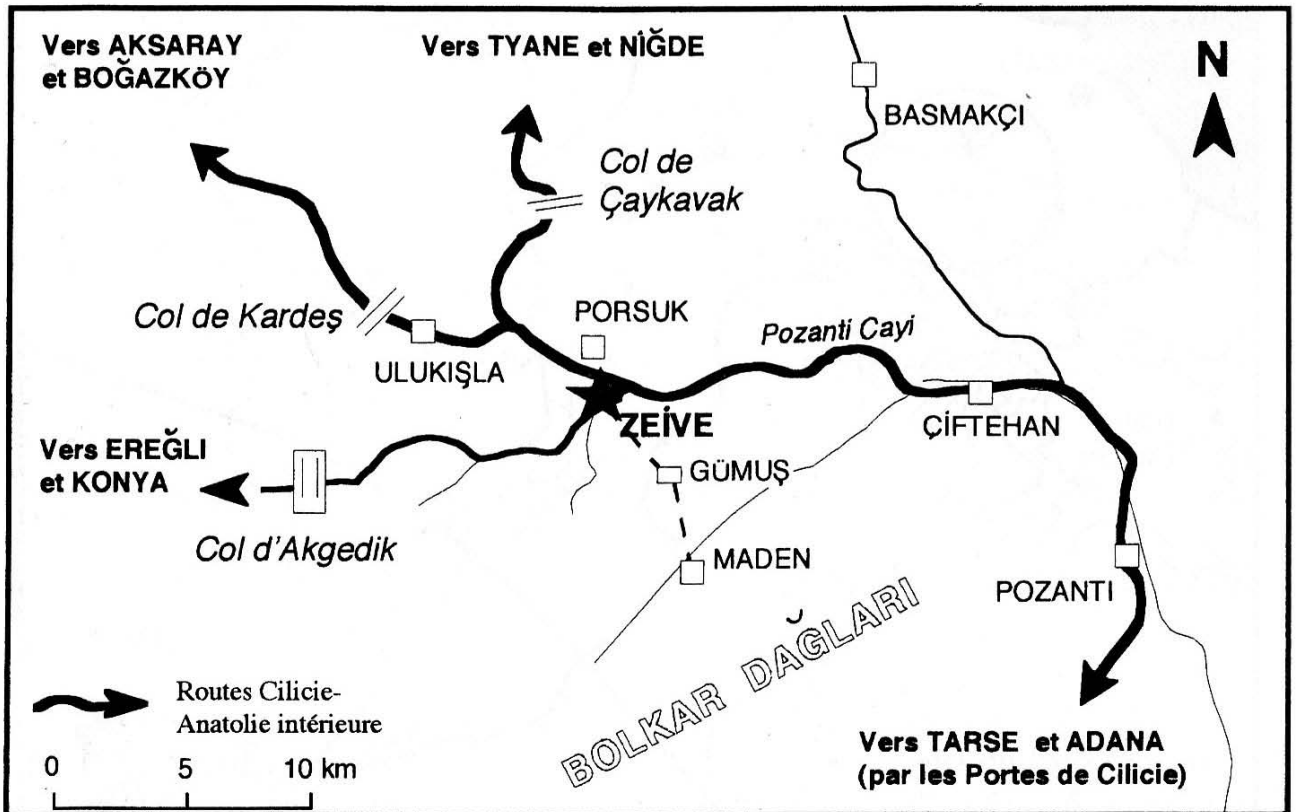 Vers AKSARAY
et BOĞAZKÖY
Vers TYANE et NİĞDE
N
BASMAKÇI
Col de
Çaykavak
Col de Kardeş
PORSUK
Pozanti Cayi
ULUKIŞLA
ZEİVE
ÇİFTEHAN
Vers EREĞLI
et KONYA
GÜMUŞ
Col d'Akgedik
MADEN
POZANTI
BOLKAR DAĞLARI
Routes Cilicie-
Anatolie intérieure
0 5 10 km
Vers TARSE et ADANA
(par les Portes de Cilicie)